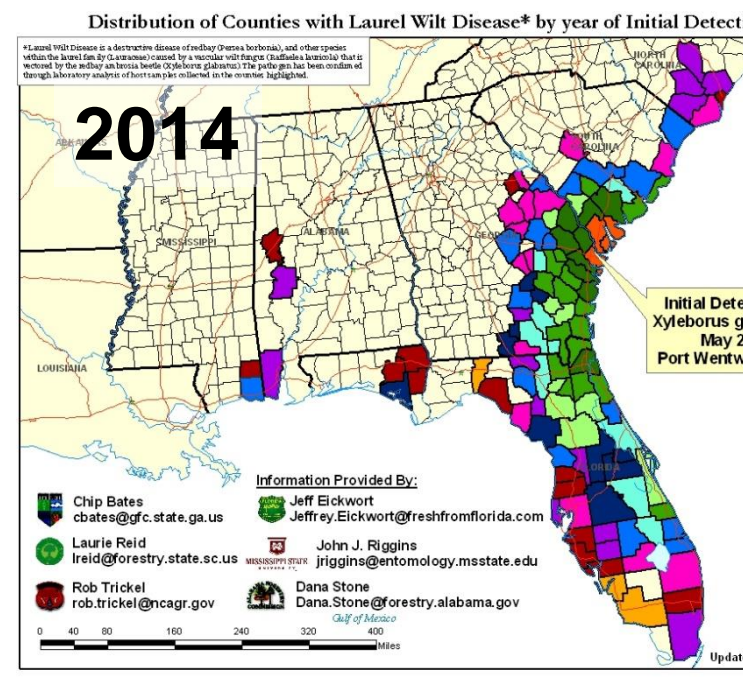 Distribution of Counties with Laurel Wilt Disease* by year of Initial Detect
*Laurel Wilt Disease is a destructive disease of redbay (Persea borbonia), and other species
within the laurel family (Lauraceae) caused by a vascular wilt fungus (Raffaelea lauricola) that is
vectored by the redbay ambrosia beetle (Xyleborus glabratus). The pathogen has been confirmed
through laboratory analysis of host samples collected in the counties highlighted.
2014
NORTH
CAROLINA
CAROLINA
MISSISSIPPI
ALABAMA
LOUISIANA
Initial Dete
Xyleborus g
May 2
Port Wentw
Information Provided By:
Chip Bates
cbates@gfc.state.ga.us
Jeff Eickwort
Jeffrey.Eickwort@freshfromflorida.com
Laurie Reid
lreid@forestry.state.sc.us
MISSISSIPPI STATE
UNIVERSITY
John J. Riggins
jriggins@entomology.msstate.edu
Rob Trickel
rob.trickel@ncagr.gov
Dana Stone
Dana.Stone@forestry.alabama.gov
Gulf of Mexico
0 40 80 160 240 320 400
Miles
Updat